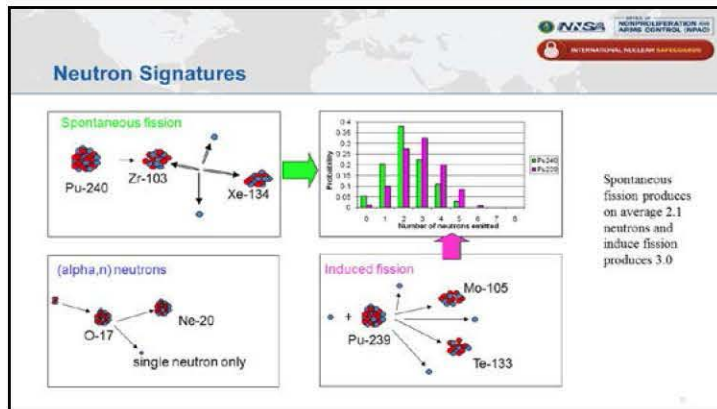 NNSA
OFFICE OF
NONPROLIFERATION AND
ARMS CONTROL (NPAC)
INTERNATIONAL NUCLEAR SAFEGUARDS
Neutron Signatures
Spontaneous fission
Pu-240
Zr-103
Xe-134
Probability
0.4
0.35
0.3
0.25
0.2
0.15
0.1
0.05
0
0 1 2 3 4 5 6 7 8
Number of neutrons emitted
Pu240
Pu239
Spontaneous
fission produces
on average 2.1
neutrons and
induce fission
produces 3.0
(alpha,n) neutrons
O-17
Ne-20
single neutron only
Induced fission
+
Pu-239
Mo-105
Te-133